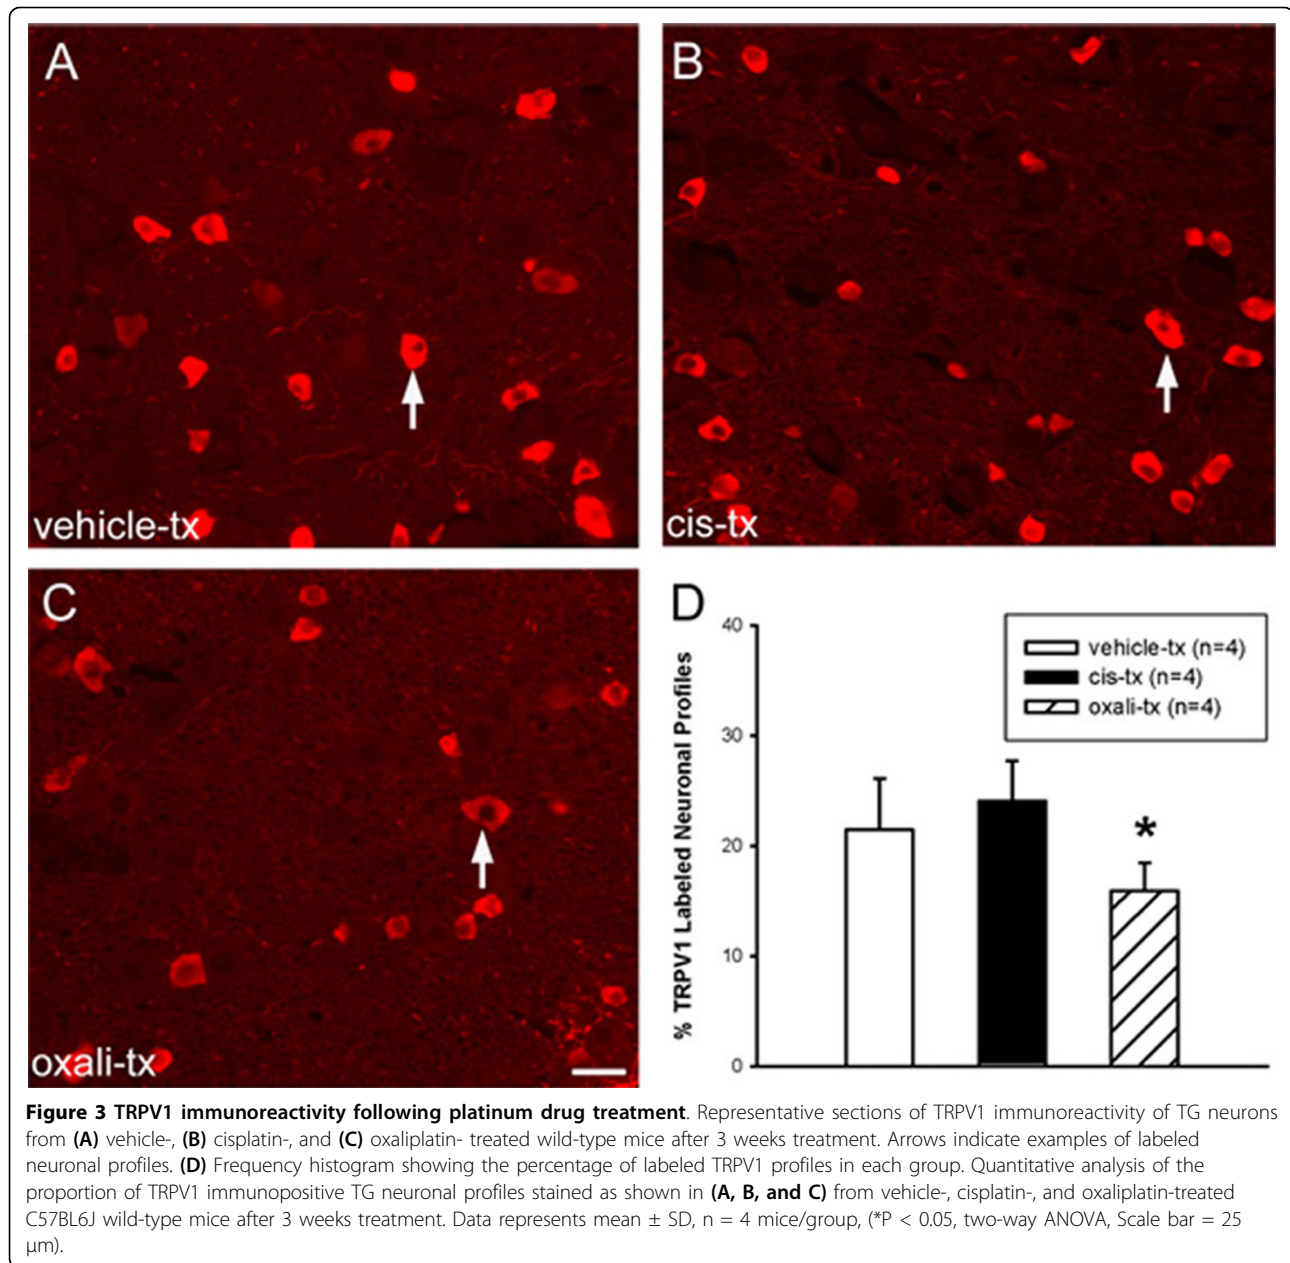 A
vehicle-tx
B
cis-tx
C
oxali-tx
D
40
30
20
10
0
% TRPV1 Labeled Neuronal Profiles
vehicle-tx (n=4)
cis-tx (n=4)
oxali-tx (n=4)
*
Figure 3 TRPV1 immunoreactivity following platinum drug treatment. Representative sections of TRPV1 immunoreactivity of TG neurons
from (A) vehicle-, (B) cisplatin-, and (C) oxaliplatin- treated wild-type mice after 3 weeks treatment. Arrows indicate examples of labeled
neuronal profiles. (D) Frequency histogram showing the percentage of labeled TRPV1 profiles in each group. Quantitative analysis of the
proportion of TRPV1 immunopositive TG neuronal profiles stained as shown in (A, B, and C) from vehicle-, cisplatin-, and oxaliplatin-treated
C57BL6J wild-type mice after 3 weeks treatment. Data represents mean ± SD, n = 4 mice/group, (*P < 0.05, two-way ANOVA, Scale bar = 25
μm).